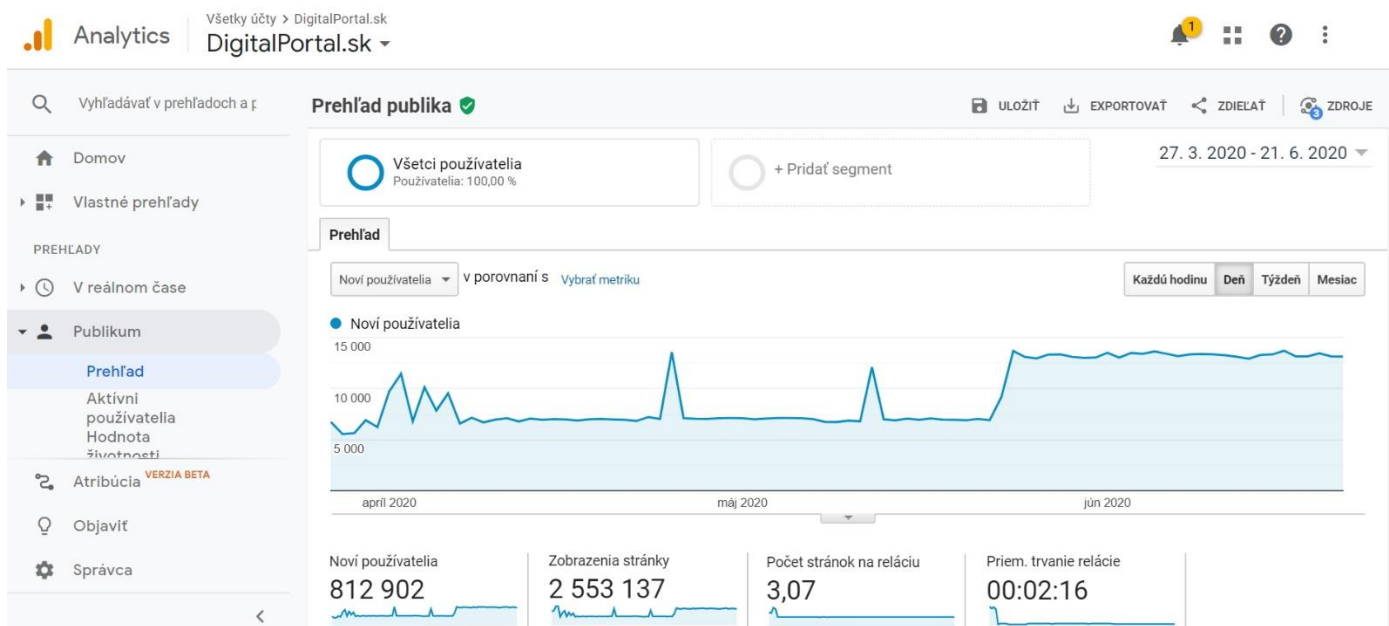 Analytics
Všetky účty > DigitalPortal.sk
DigitalPortal.sk
1
Vyhľadávať v prehľadoch a p
Domov
Vlastné prehľady
PREHĽADY
V reálnom čase
Publikum
Prehľad
Aktívni
používatelia
Hodnota
životnosti
Atribúcia VERZIA BETA
Objaviť
Správca
Prehľad publika
ULOŽIŤ
EXPORTOVAŤ
ZDIEĽAŤ
3
ZDROJE
Všetci používatelia
Používatelia: 100,00 %
+ Pridať segment
27. 3. 2020 - 21. 6. 2020
Prehľad
Noví používatelia v porovnaní s Vybrať metriku
Každú hodinu Deň Týždeň Mesiac
Noví používatelia
15 000
10 000
5 000
apríl 2020 máj 2020 jún 2020
Noví používatelia
812 902
Zobrazenia stránky
2 553 137
Počet stránok na reláciu
3,07
Priem. trvanie relácie
00:02:16